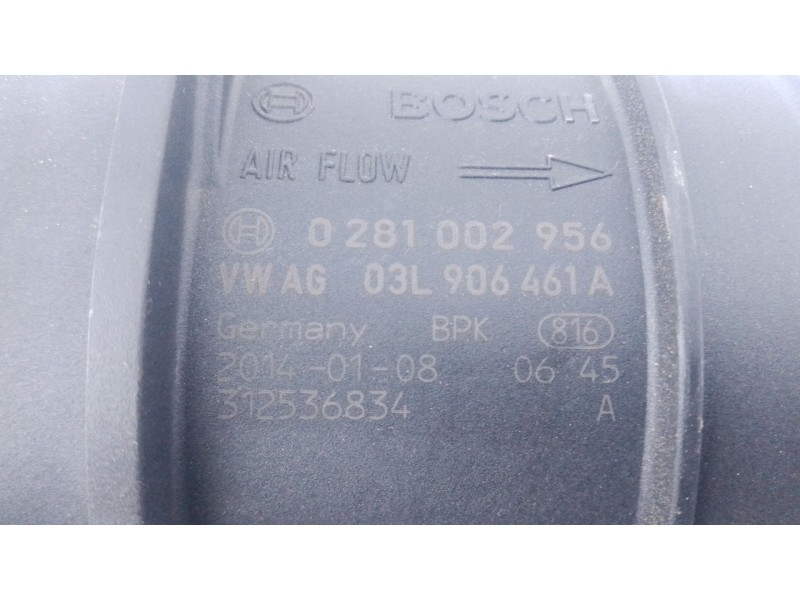 BOSCH
AIR FLOW
0 281 002 956
VW AG 03L 906 461 A
Germany BPK 816
2014-01-08 06 45
312536834 A